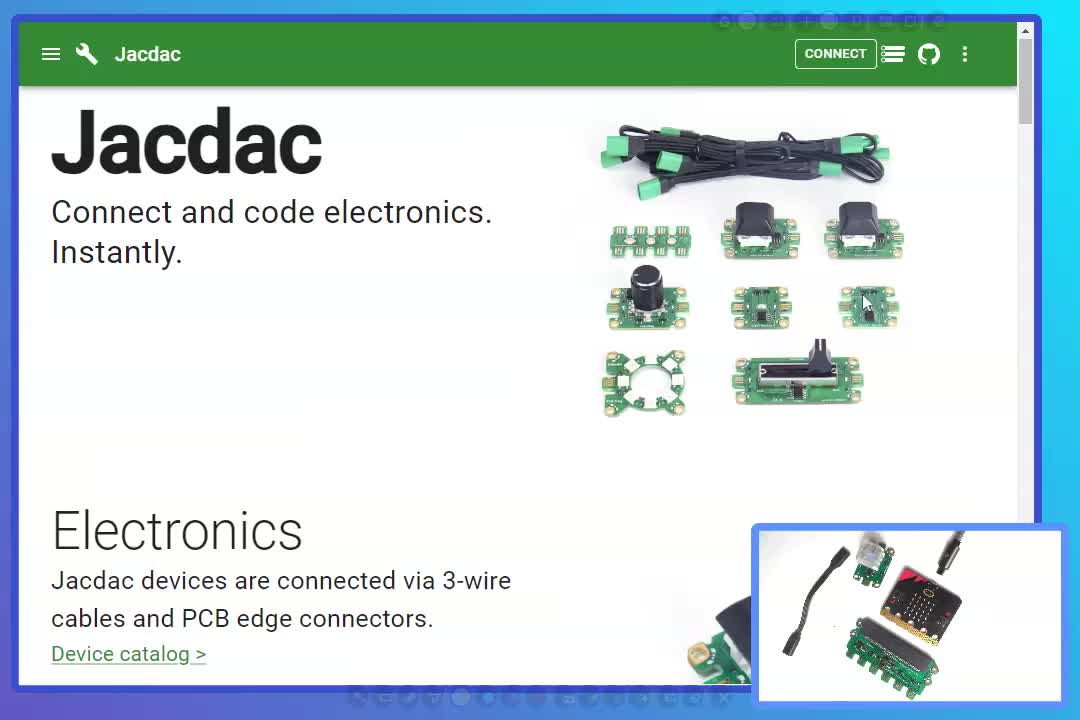 Jacdac
CONNECT
Jacdac
Connect and code electronics.
Instantly.
Electronics
Jacdac devices are connected via 3-wire
cables and PCB edge connectors.
Device catalog >